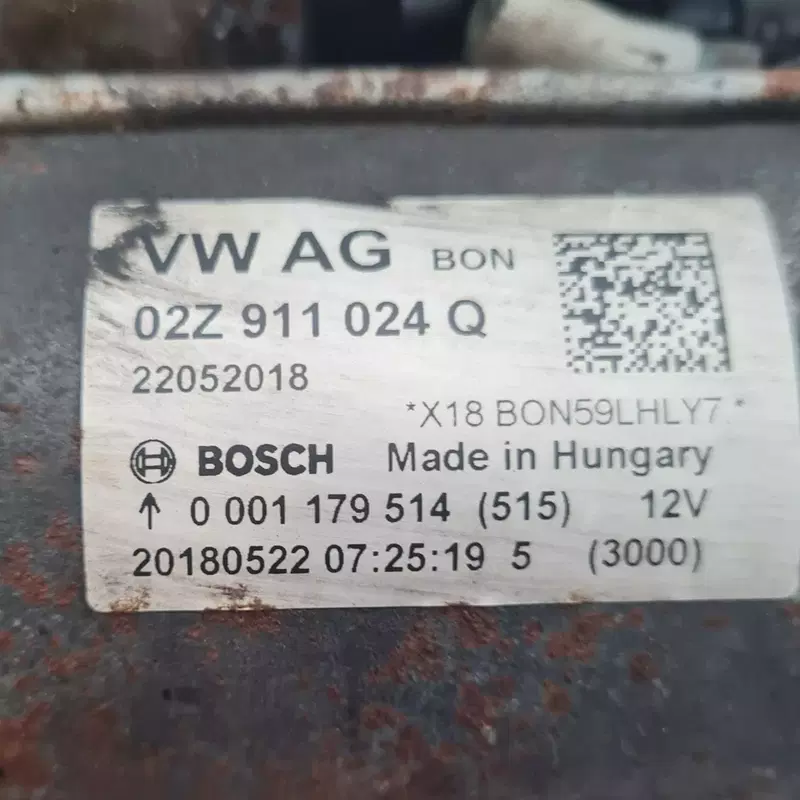 VW AG BON
02Z 911 024 Q
22052018
*X18 BON59LHLY7*
BOSCH Made in Hungary
↑ 0 001 179 514 (515) 12V
20180522 07:25:19 5 (3000)